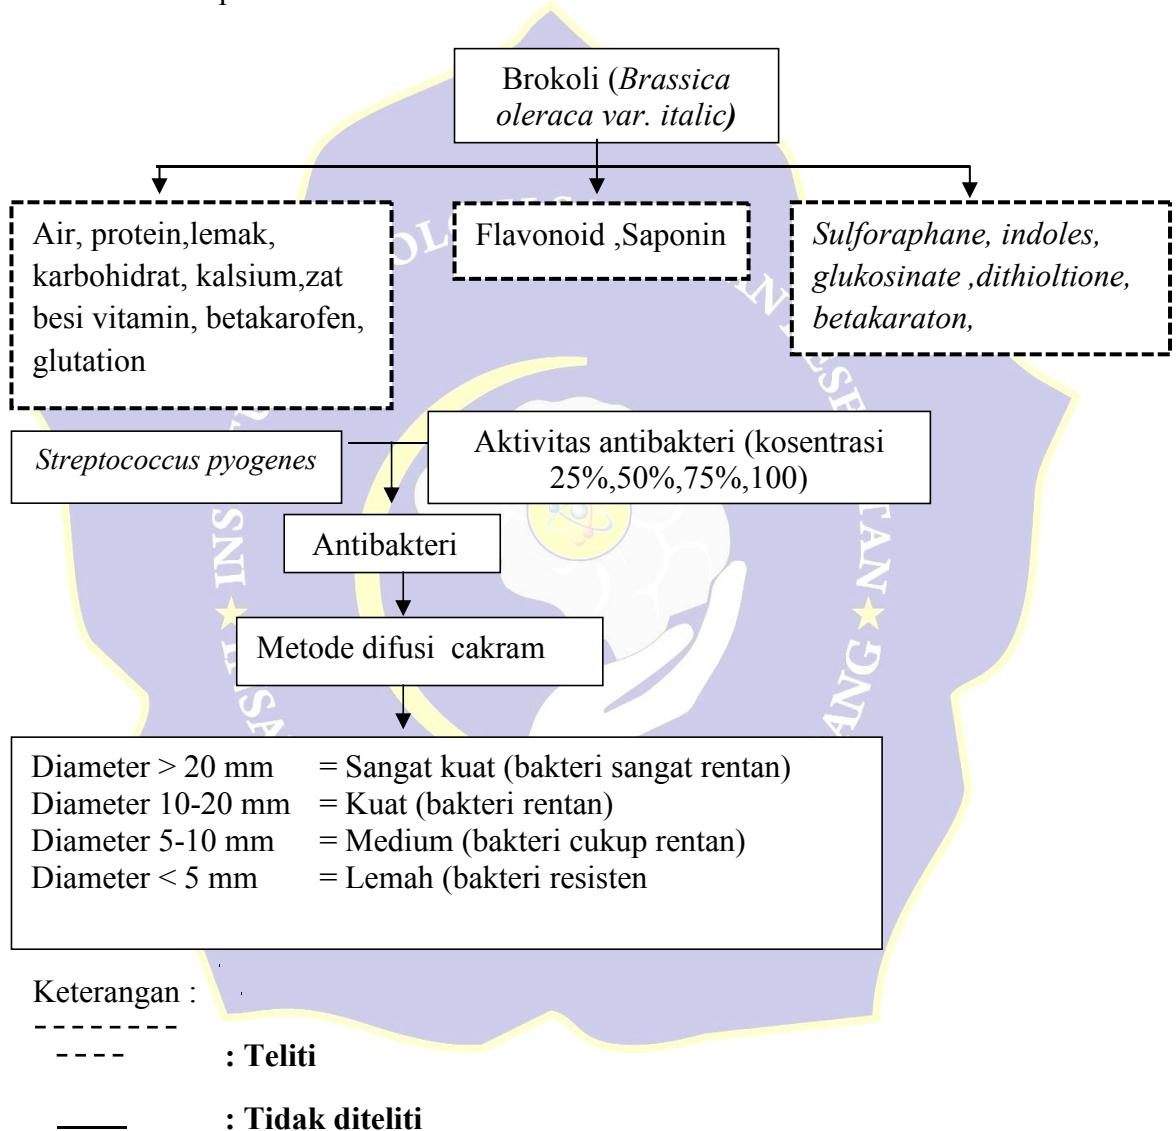 Brokoli (Brassica
oleraca var. italic)
Air, protein,lemak,
karbohidrat, kalsium,zat
besi vitamin, betakarofen,
glutation
Flavonoid ,Saponin
Sulforaphane, indoles,
glukosinate ,dithioltione,
betakaraton,
Streptococcus pyogenes
Aktivitas antibakteri (kosentrasi
25%,50%,75%,100)
Antibakteri
Metode difusi cakram
Diameter > 20 mm = Sangat kuat (bakteri sangat rentan)
Diameter 10-20 mm = Kuat (bakteri rentan)
Diameter 5-10 mm = Medium (bakteri cukup rentan)
Diameter < 5 mm = Lemah (bakteri resisten
Keterangan :
: Teliti
: Tidak diteliti